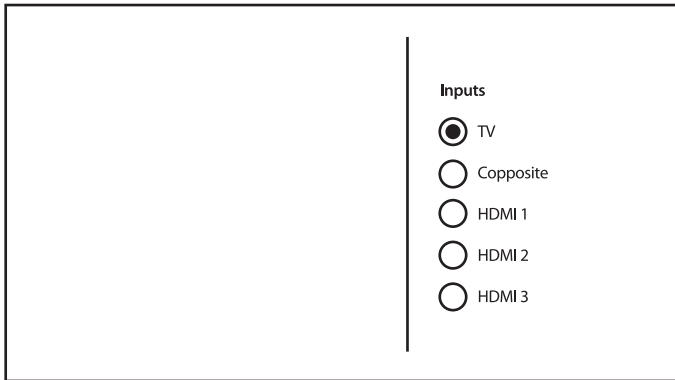 Inputs
TV
Copposite
HDMI 1
HDMI 2
HDMI 3